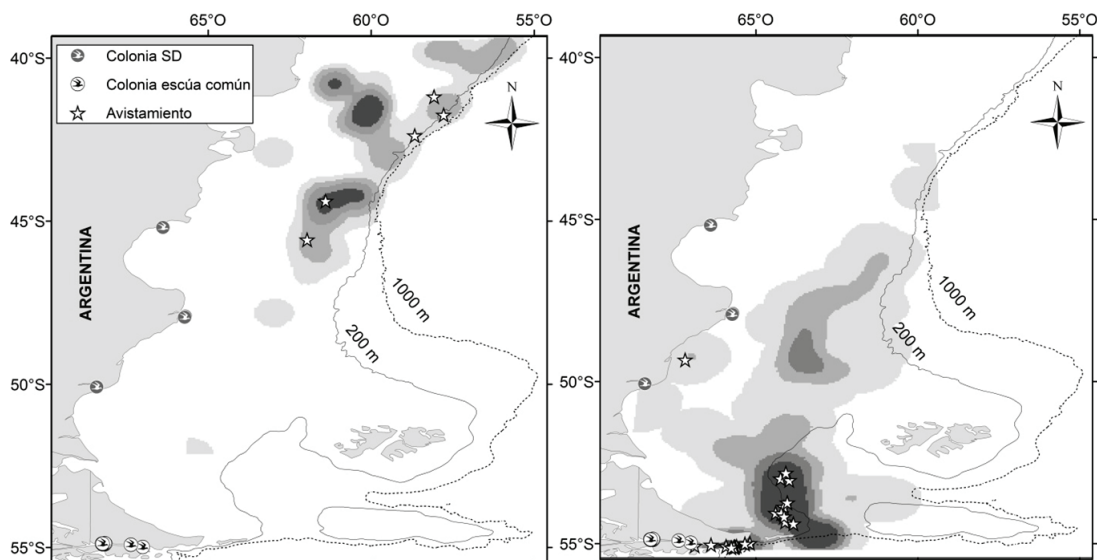 65°O 60°O 55°O
65°O 60°O 55°O
Colonia SD
Colonia escúa común
Avistamiento
40°S
N
N
45°S
45°S
ARGENTINA
ARGENTINA
1000 m
200 m
1000 m
200 m
50°S
50°S
55°S
55°S